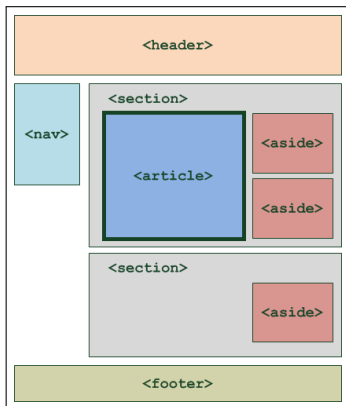 <header>
<nav>
<section>
<article>
<aside>
<aside>
<section>
<aside>
<footer>